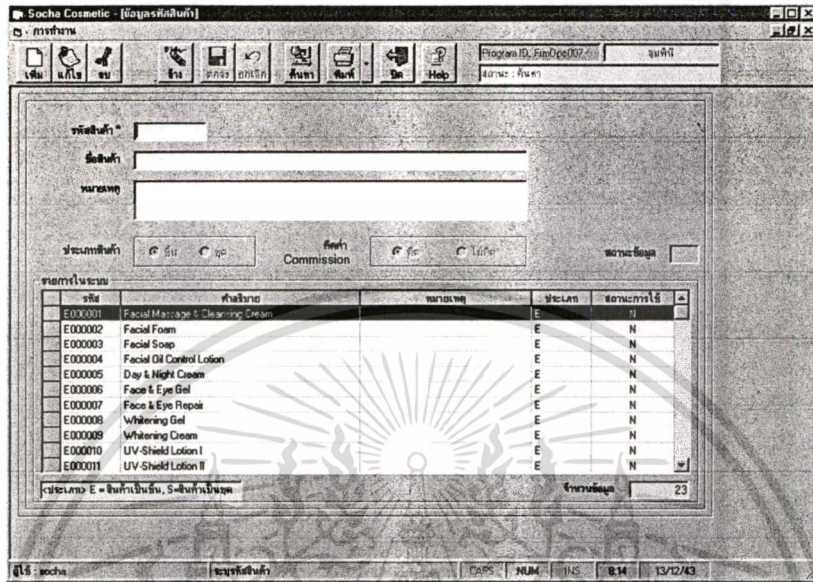 Socha Cosmetic - [ข้อมูลรหัสสินค้า]
การทำงาน
เพิ่ม แก้ไข ลบ ล้าง ตกลง ยกเลิก ค้นหา พิมพ์ ปิด Help
Program ID. FrmOps007
สถานะ : ค้นหา
รหัสสินค้า *
ชื่อสินค้า
หมายเหตุ
ประเภทสินค้า ชิ้น ชุด คิดค่า Commission คิด ไม่คิด สถานะข้อมูล
รายการในระบบ
รหัส คำอธิบาย หมายเหตุ ประเภท สถานะการใช้
E000001 Facial Massage & Cleansing Cream E N
E000002 Facial Foam E N
E000003 Facial Soap E N
E000004 Facial Oil Control Lotion E N
E000005 Day & Night Cream E N
E000006 Face & Eye Gel E N
E000007 Face & Eye Repair E N
E000008 Whitening Gel E N
E000009 Whitening Cream E N
E000010 UV-Shield Lotion I E N
E000011 UV-Shield Lotion II E N
<ประเภท> E = สินค้าเป็นชิ้น, S=สินค้าเป็นชุด จำนวนข้อมูล 23
ผู้ใช้ : socha ระบุรหัสสินค้า CAPS NUM INS 8:14 13/12/43